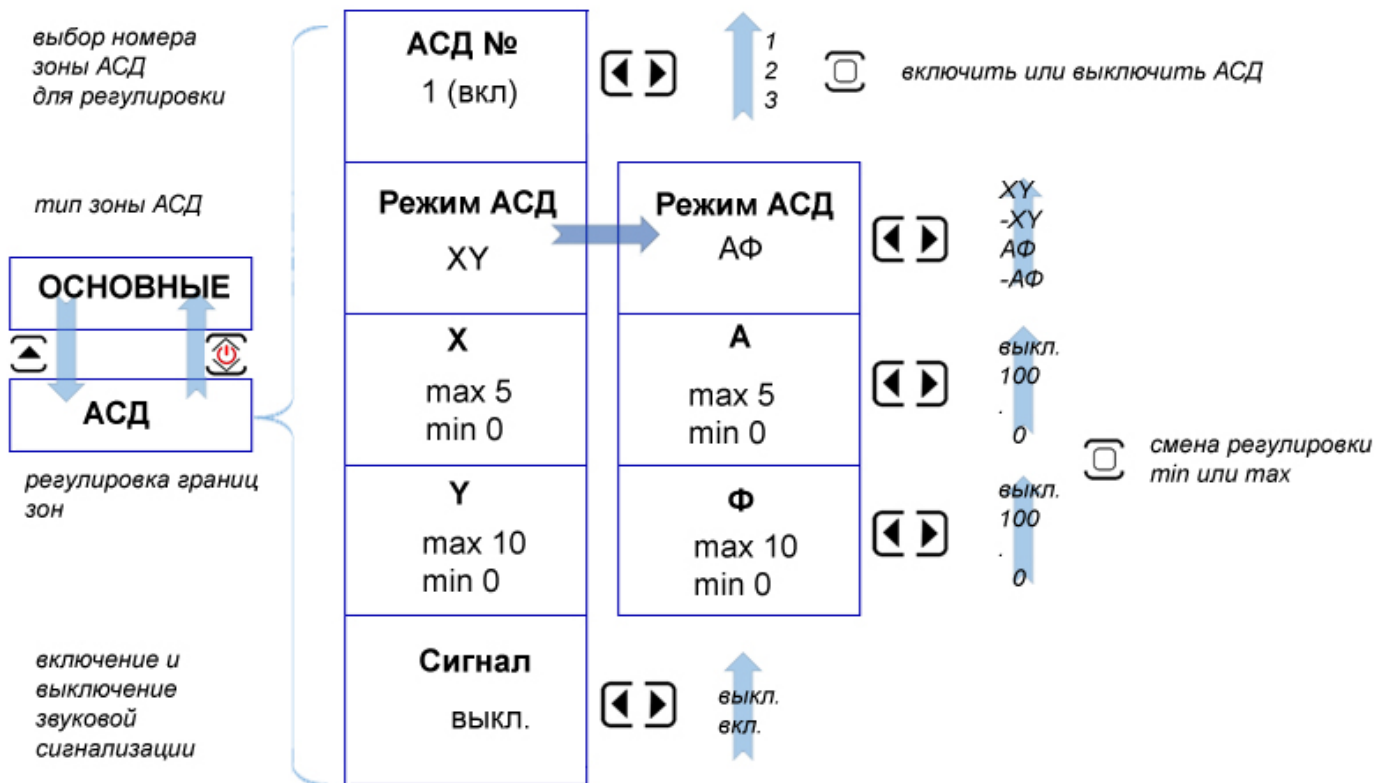 выбор номера
зоны АСД
для регулировки
АСД №
1 (вкл)
1
2
3
включить или выключить АСД
тип зоны АСД
Режим АСД
XY
Режим АСД
АФ
XY
-XY
АФ
-АФ
ОСНОВНЫЕ
АСД
регулировка границ
зон
X
max 5
min 0
А
max 5
min 0
выкл.
100
.
0
смена регулировки
min или max
Y
max 10
min 0
Ф
max 10
min 0
выкл.
100
.
0
включение и
выключение
звуковой
сигнализации
Сигнал
выкл.
выкл.
вкл.